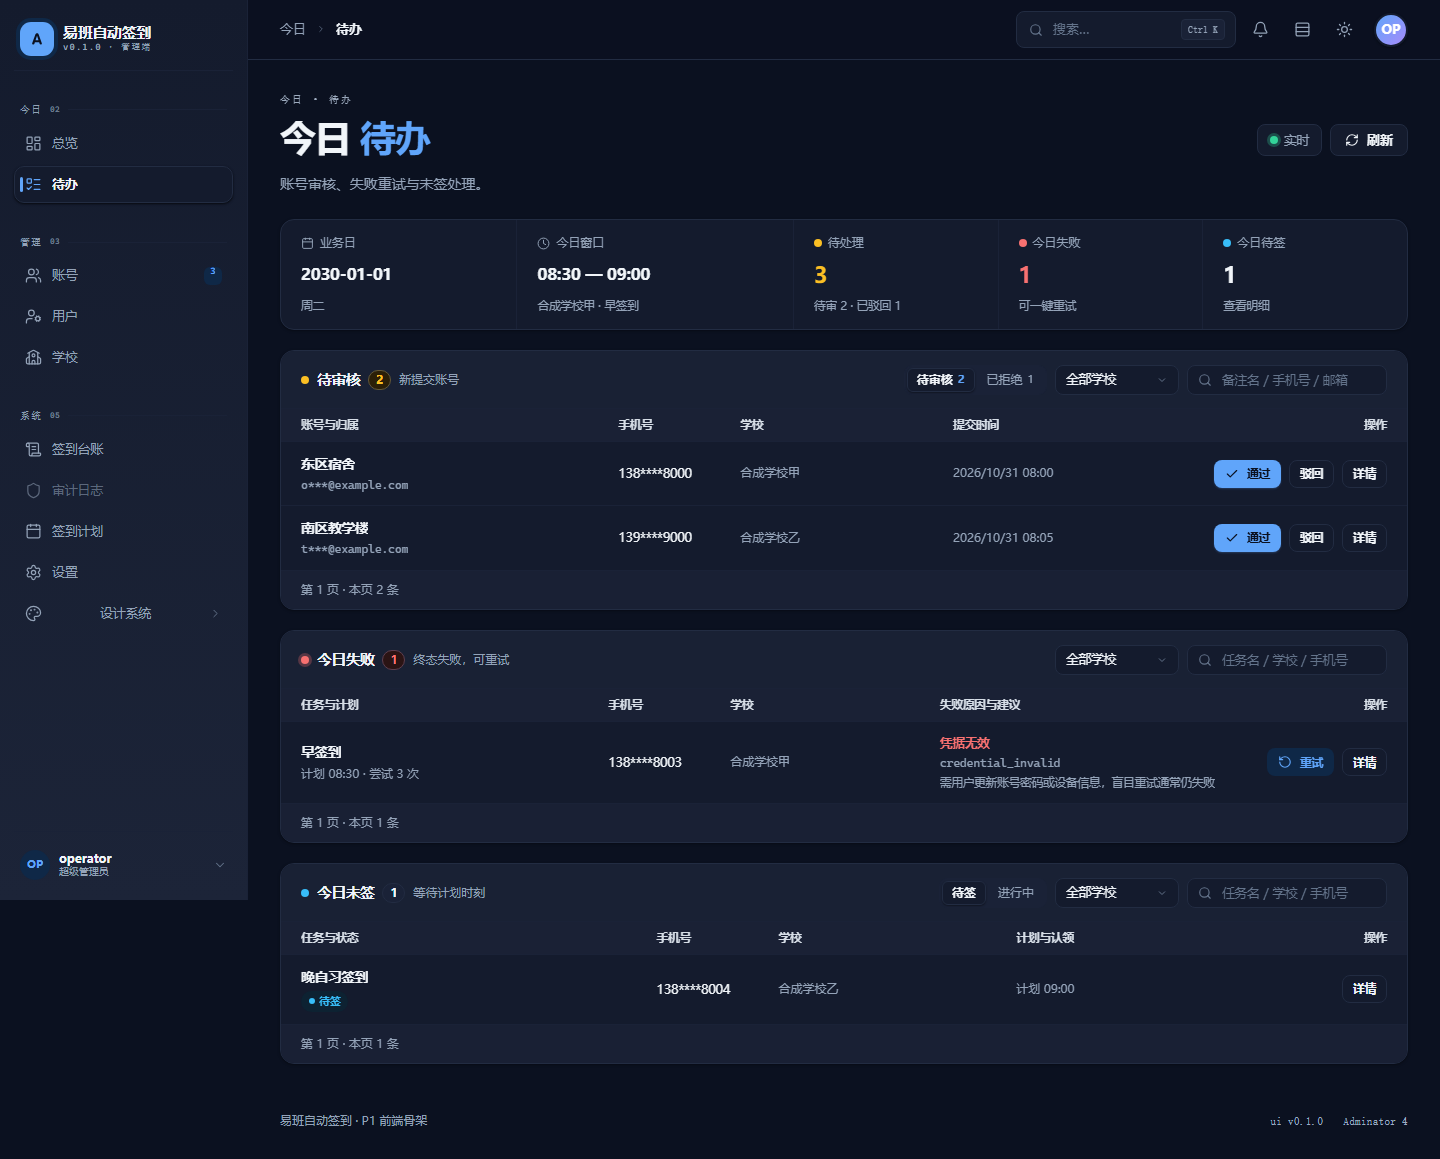 A
易班自动签到
v0.1.0 · 管理端
今日 02
总览
待办
管理 03
账号 3
用户
学校
系统 05
签到台账
审计日志
签到计划
设置
设计系统
OP
operator
超级管理员
今日 › 待办
搜索... Ctrl K
OP
今日 · 待办
今日 待办
账号审核、失败重试与未签处理。
实时
刷新
业务日
2030-01-01
周二
今日窗口
08:30 — 09:00
合成学校甲 · 早签到
待处理
3
待审 2 · 已驳回 1
今日失败
1
可一键重试
今日待签
1
查看明细
待审核 2 新提交账号 待审核 2 已拒绝 1 全部学校 备注名 / 手机号 / 邮箱
账号与归属 手机号 学校 提交时间 操作
东区宿舍
o***@example.com
138****8000 合成学校甲 2026/10/31 08:00 通过 驳回 详情
南区教学楼
t***@example.com
139****9000 合成学校乙 2026/10/31 08:05 通过 驳回 详情
第 1 页 · 本页 2 条
今日失败 1 终态失败，可重试 全部学校 任务名 / 学校 / 手机号
任务与计划 手机号 学校 失败原因与建议 操作
早签到
计划 08:30 · 尝试 3 次
138****8003 合成学校甲
凭据无效
credential_invalid
需用户更新账号密码或设备信息，盲目重试通常仍失败
重试 详情
第 1 页 · 本页 1 条
今日未签 1 等待计划时刻 待签 进行中 全部学校 任务名 / 学校 / 手机号
任务与状态 手机号 学校 计划与认领 操作
晚自习签到
待签
138****8004 合成学校乙 计划 09:00 详情
第 1 页 · 本页 1 条
易班自动签到 · P1 前端骨架
ui v0.1.0 Adminator 4